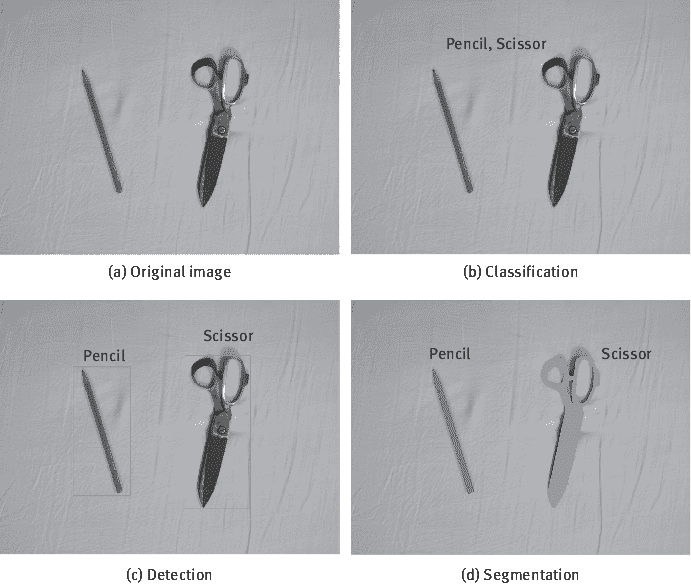 Pencil, Scissor
(a) Original image
(b) Classification
Scissor
Pencil
Pencil
Scissor
(c) Detection
(d) Segmentation